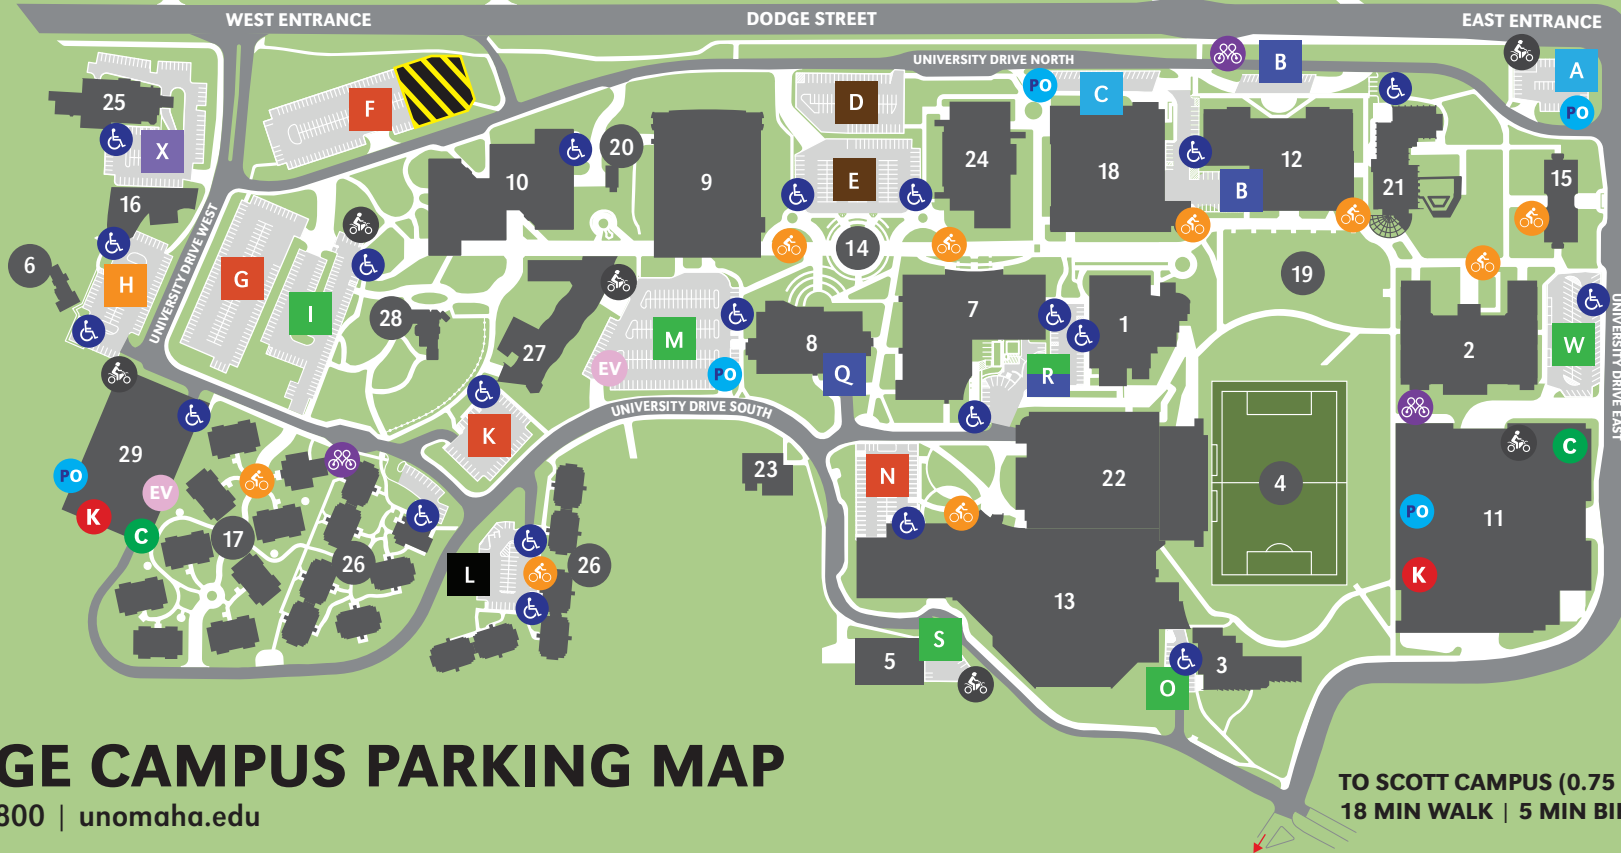 WEST ENTRANCE
DODGE STREET
EAST ENTRANCE
UNIVERSITY DRIVE NORTH
B
A
PO
C
PO
25
F
D
X
20
10
9
E
24
18
12
B
21
15
16
6
H
UNIVERSITY DRIVE WEST
G
I
28
14
19
27
M
EV
PO
8
Q
7
R
1
2
W
UNIVERSITY DRIVE EAST
UNIVERSITY DRIVE SOUTH
K
29
PO
EV
K
C
17
26
L
26
23
N
22
4
C
PO
11
K
13
S
5
O
3
GE CAMPUS PARKING MAP
800 | unomaha.edu
TO SCOTT CAMPUS (0.75
18 MIN WALK | 5 MIN BI